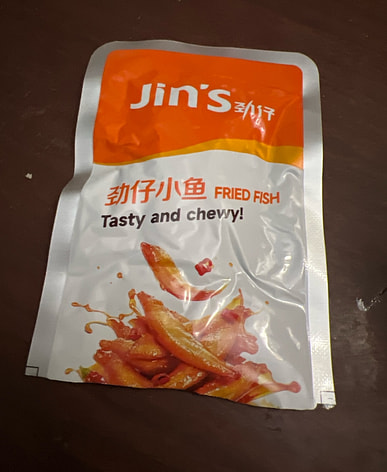 Jin's 劲仔
劲仔小鱼 FRIED FISH
Tasty and chewy!